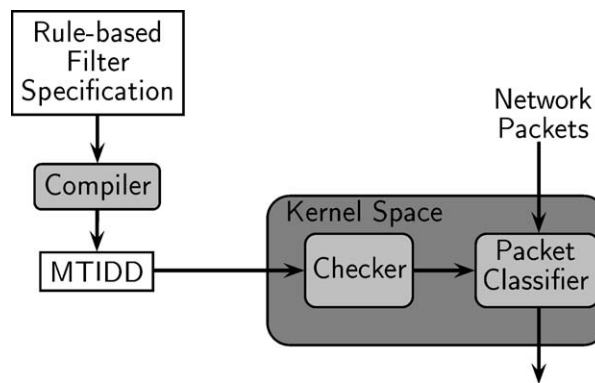 Rule-based
Filter
Specification
Network
Packets
Compiler
Kernel Space
MTIDD
Checker
Packet
Classifier